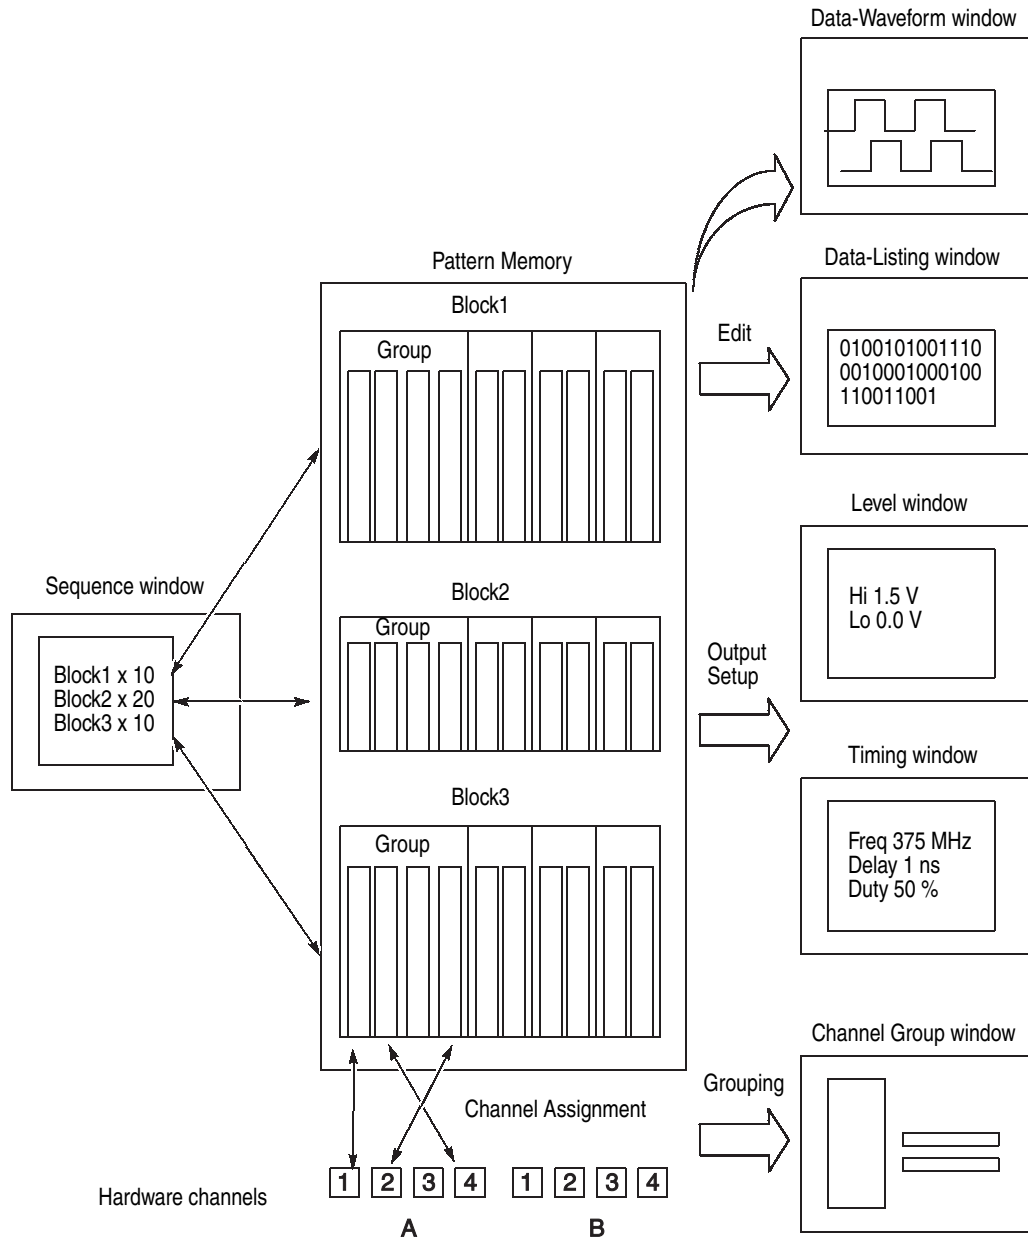 Data-Waveform window
Pattern Memory
Data-Listing window
Block1
Edit
Group
0100101001110
0010001000100
110011001
Level window
Sequence window
Block2
Hi 1.5 V
Lo 0.0 V
Group
Output
Setup
Block1 x 10
Block2 x 20
Block3 x 10
Timing window
Block3
Group
Freq 375 MHz
Delay 1 ns
Duty 50 %
Channel Group window
Grouping
Channel Assignment
Hardware channels
1 2 3 4 1 2 3 4
A B